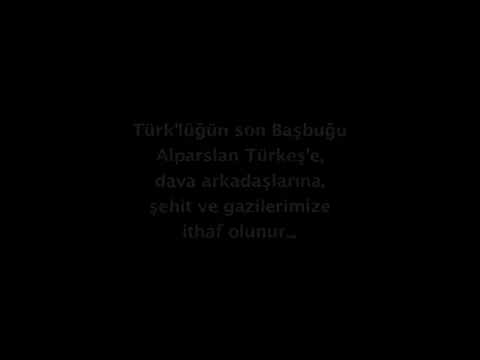 Türk'lüğün son Başbuğu
Alparslan Türkeş'e,
dava arkadaşlarına,
şehit ve gazilerimize
ithaf olunur...